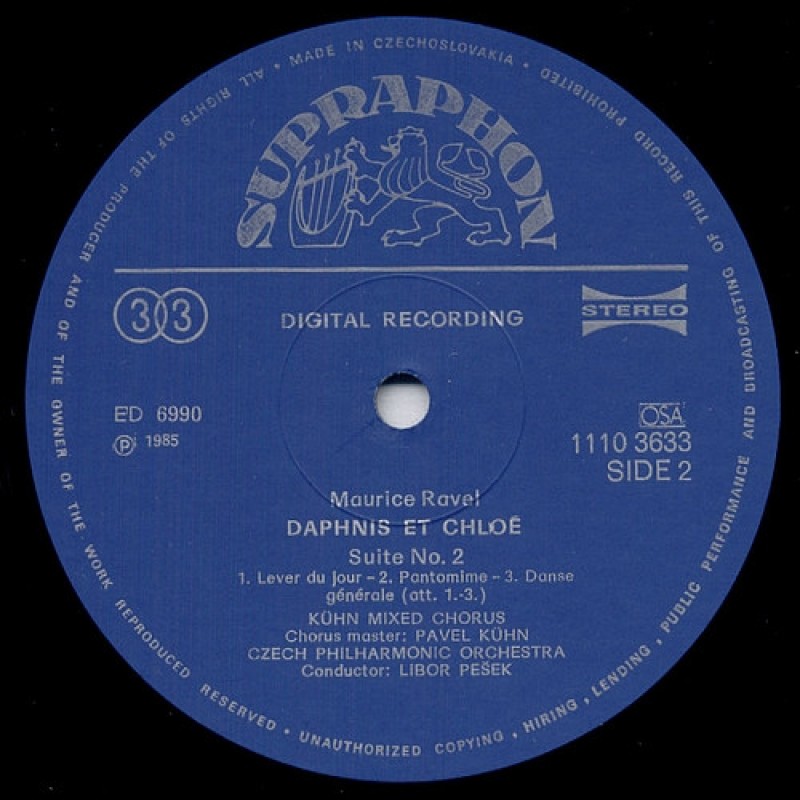 MADE IN CZECHOSLOVAKIA • ALL RIGHTS OF THE PRODUCER AND OF THE OWNER OF THE WORK REPRODUCED RESERVED • UNAUTHORIZED COPYING, HIRING, LENDING, PUBLIC PERFORMANCE AND BROADCASTING OF THIS RECORD PROHIBITED •
SUPRAPHON
33
DIGITAL RECORDING
STEREO
ED 6990
℗ 1985
OSA
1110 3633
SIDE 2
Maurice Ravel
DAPHNIS ET CHLOÉ
Suite No. 2
1. Lever du jour – 2. Pantomime – 3. Danse
générale (att. 1.-3.)
KÜHN MIXED CHORUS
Chorus master: PAVEL KÜHN
CZECH PHILHARMONIC ORCHESTRA
Conductor: LIBOR PEŠEK